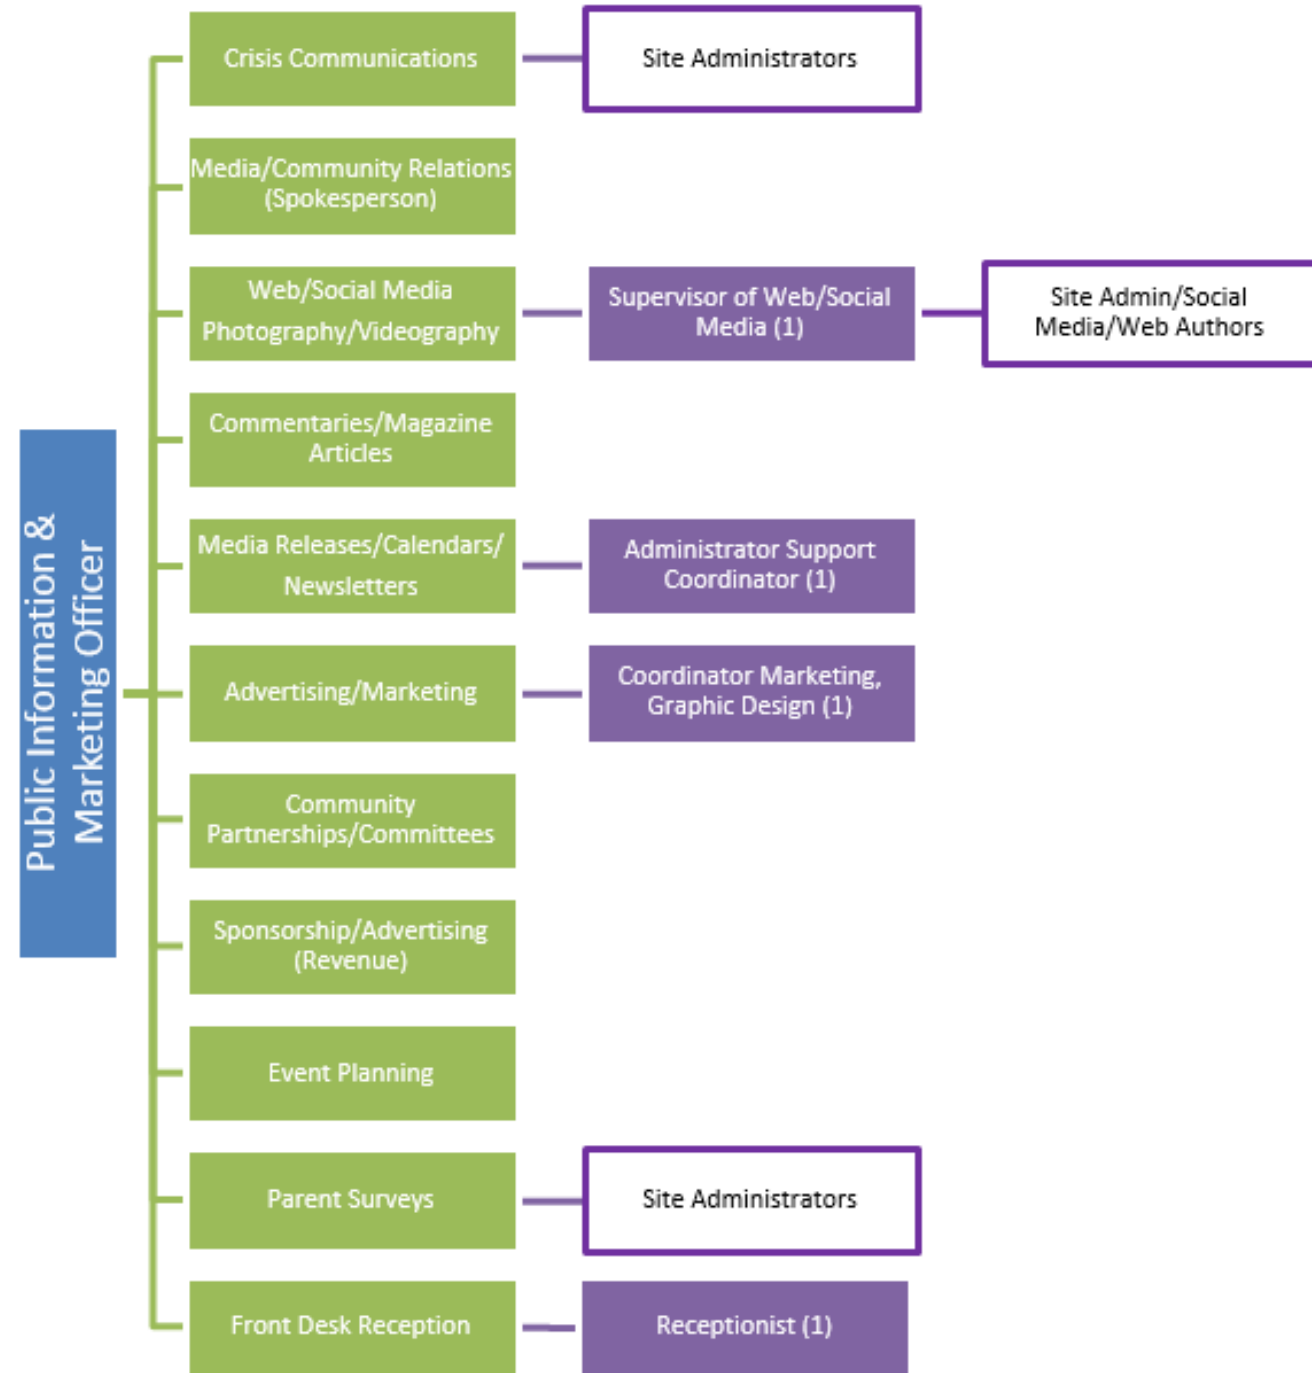 Public Information &
Marketing Officer
Crisis Communications
Site Administrators
Media/Community Relations
(Spokesperson)
Web/Social Media
Photography/Videography
Supervisor of Web/Social
Media (1)
Site Admin/Social
Media/Web Authors
Commentaries/Magazine
Articles
Media Releases/Calendars/
Newsletters
Administrator Support
Coordinator (1)
Advertising/Marketing
Coordinator Marketing,
Graphic Design (1)
Community
Partnerships/Committees
Sponsorship/Advertising
(Revenue)
Event Planning
Parent Surveys
Site Administrators
Front Desk Reception
Receptionist (1)